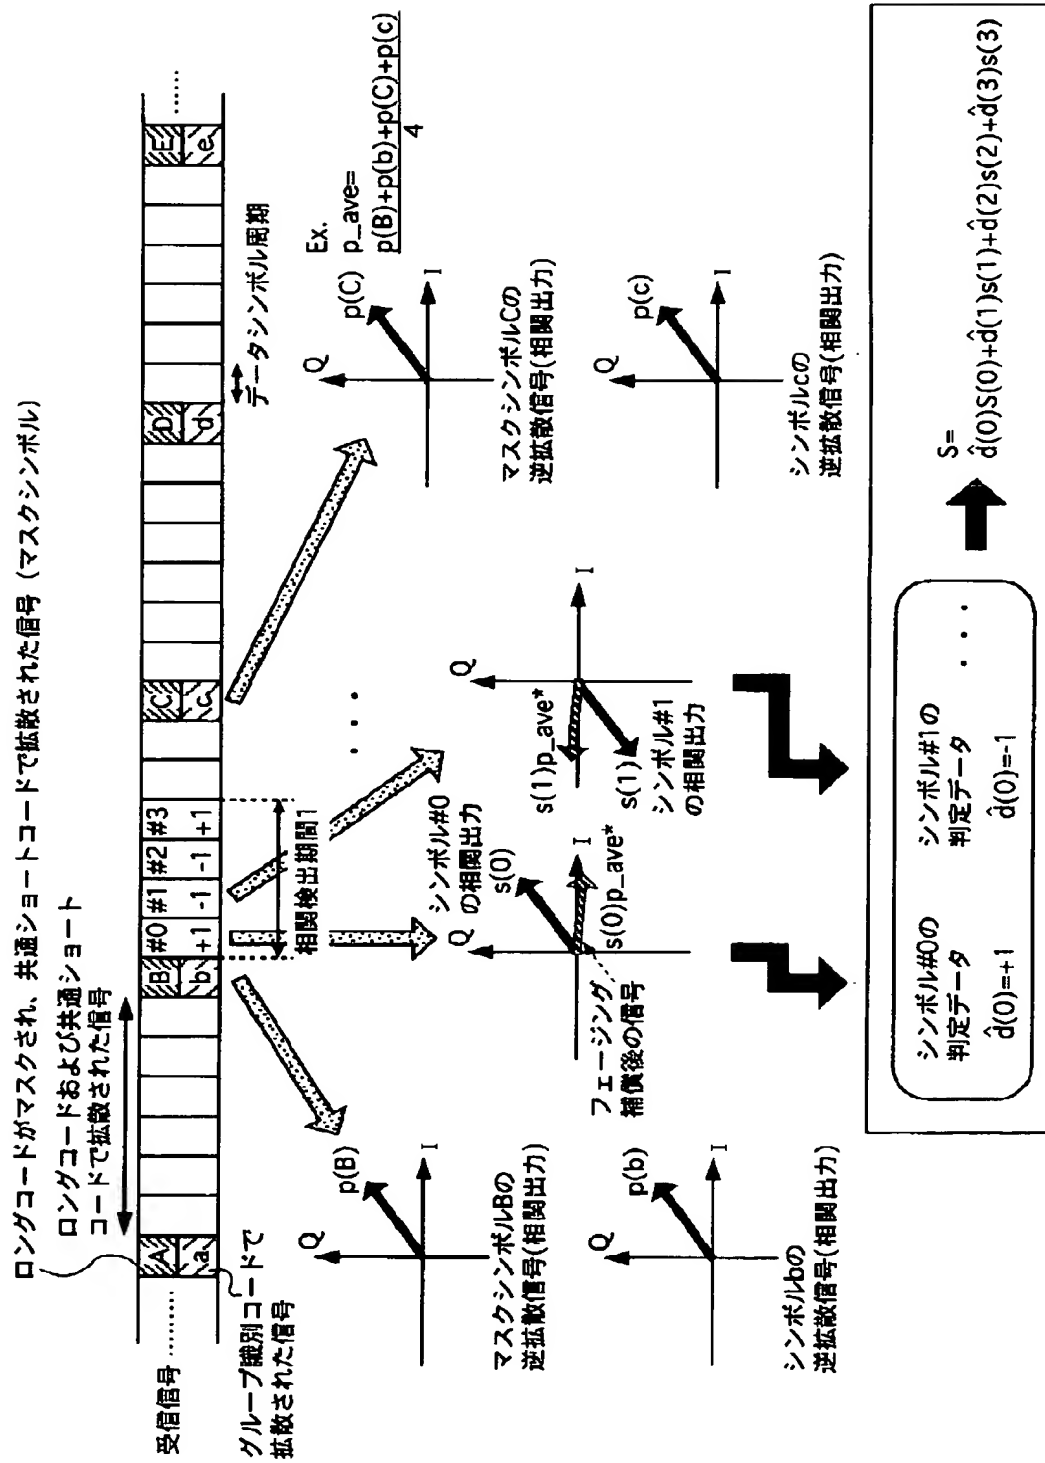 ロングコードがマスクされ、共通ショートコードで拡散された信号 (マスクシンボル)
ロングコードおよび共通ショート
コードで拡散された信号
受信信号 ········
A
B
#0
#1
#2
#3
C
D
E
······
a
b
+1
-1
-1
+1
c
d
e
グループ識別コードで
拡散された信号
相関検出期間1
データシンボル周期
Ex.
p_ave=
p(B)+p(b)+p(C)+p(c)
4
Q
p(B)
I
マスクシンボルBの
逆拡散信号(相関出力)
Q
p(b)
I
シンボルbの
逆拡散信号(相関出力)
シンボル#0
の相関出力
Q
s(0)
I
s(0)p_ave*
フェージング
補償後の信号
· · ·
Q
I
s(1)p_ave*
s(1)
シンボル#1
の相関出力
Q
p(C)
I
マスクシンボルCの
逆拡散信号(相関出力)
Q
p(c)
I
シンボルcの
逆拡散信号(相関出力)
シンボル#0の
判定データ
d̂(0)=+1
シンボル#1の
判定データ
d̂(0)=-1
· · ·
S=
d̂(0)S(0)+d̂(1)s(1)+d̂(2)s(2)+d̂(3)s(3)